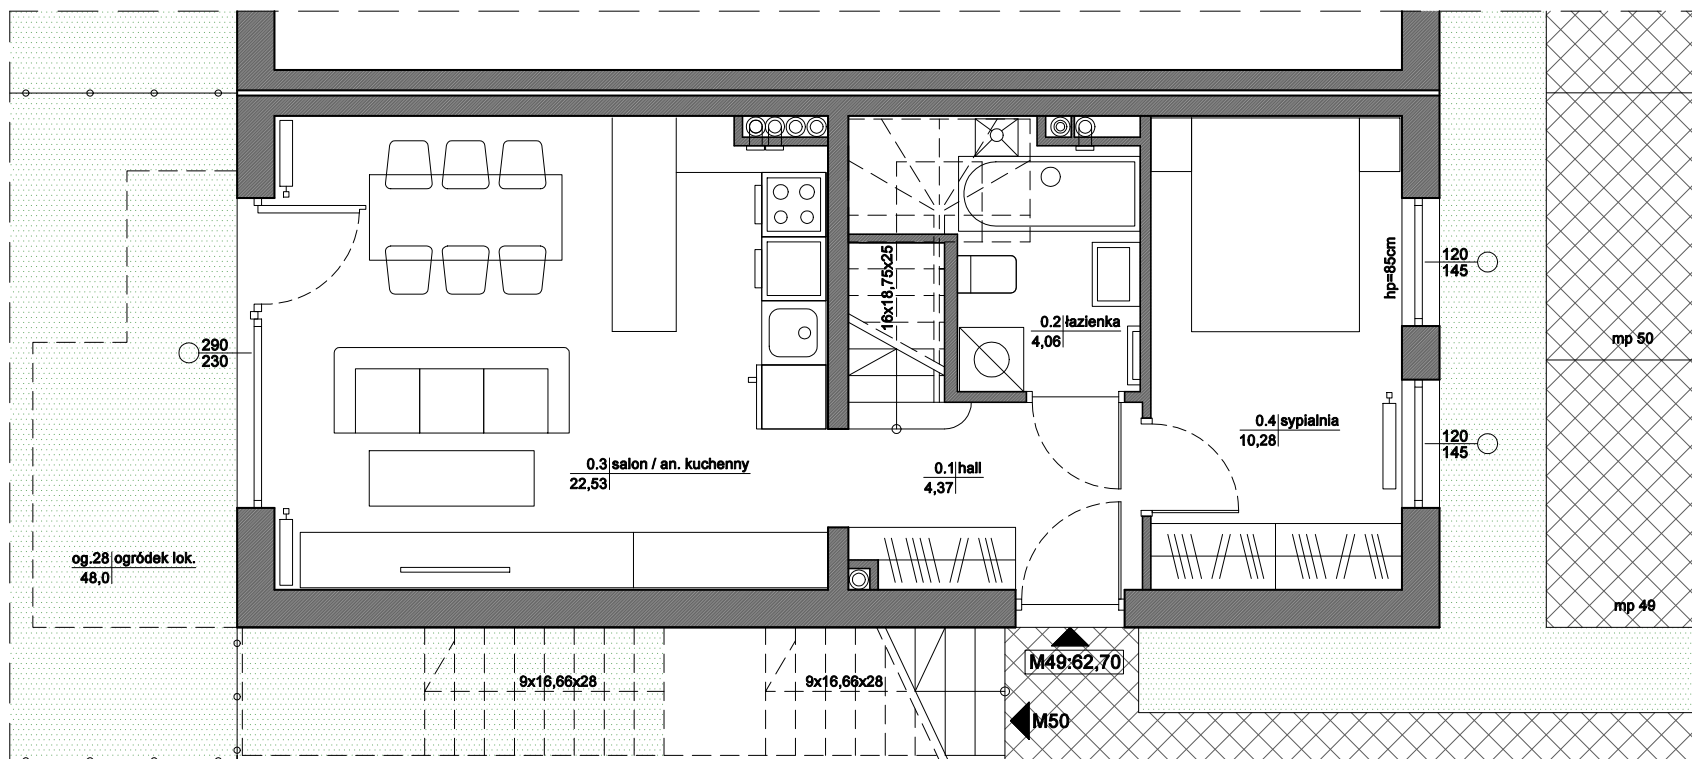 16x18,75x25
hp=85cm
120
145
0.2 łazienka
4,06
mp 50
290
230
0.4 sypialnia
10,28
120
145
0.3 salon / an. kuchenny
22,53
0.1 hall
4,37
og.28 ogródek lok.
48,0
mp 49
M49:62,70
9x16,66x28
9x16,66x28
M50